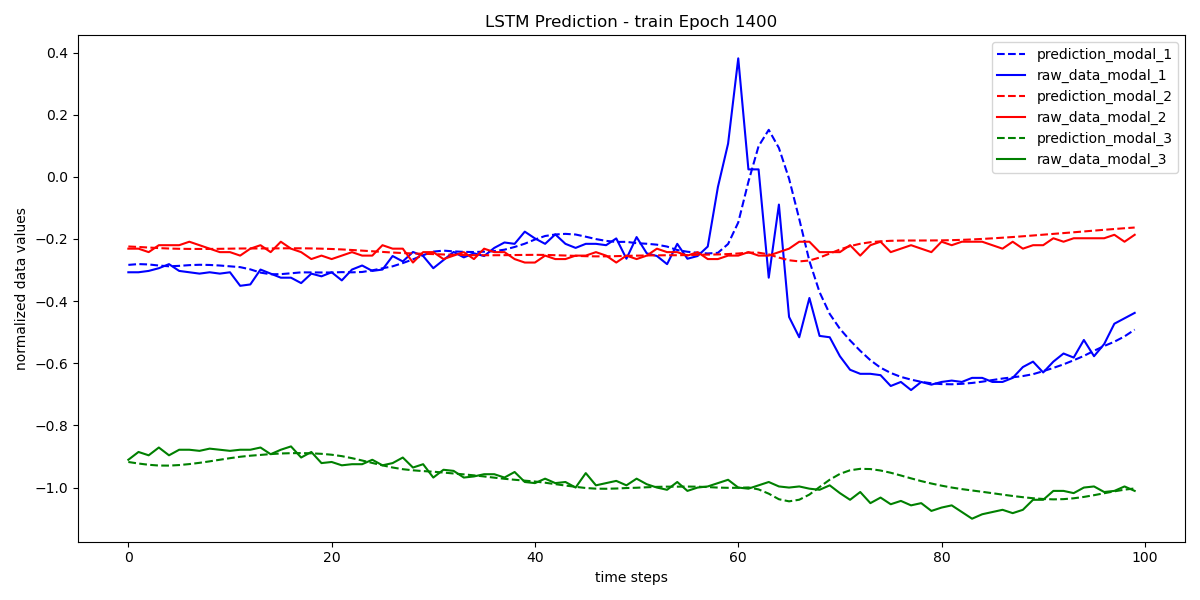 LSTM Prediction - train Epoch 1400
prediction_modal_1
raw_data_modal_1
prediction_modal_2
raw_data_modal_2
prediction_modal_3
raw_data_modal_3
normalized data values
0.4
0.2
0.0
−0.2
−0.4
−0.6
−0.8
−1.0
0 20 40 60 80 100
time steps